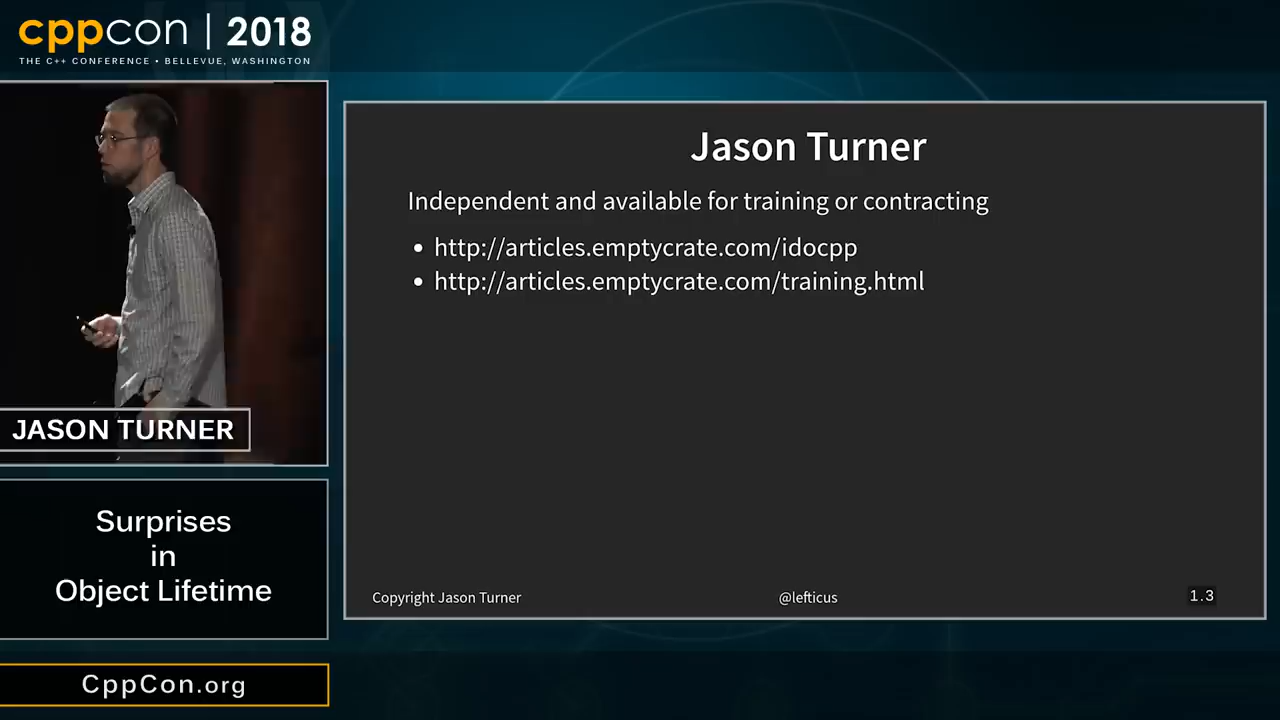 cppcon | 2018
THE C++ CONFERENCE • BELLEVUE, WASHINGTON
JASON TURNER
Surprises
in
Object Lifetime
CppCon.org
Jason Turner
Independent and available for training or contracting
• http://articles.emptycrate.com/idocpp
• http://articles.emptycrate.com/training.html
Copyright Jason Turner
@lefticus
1.3